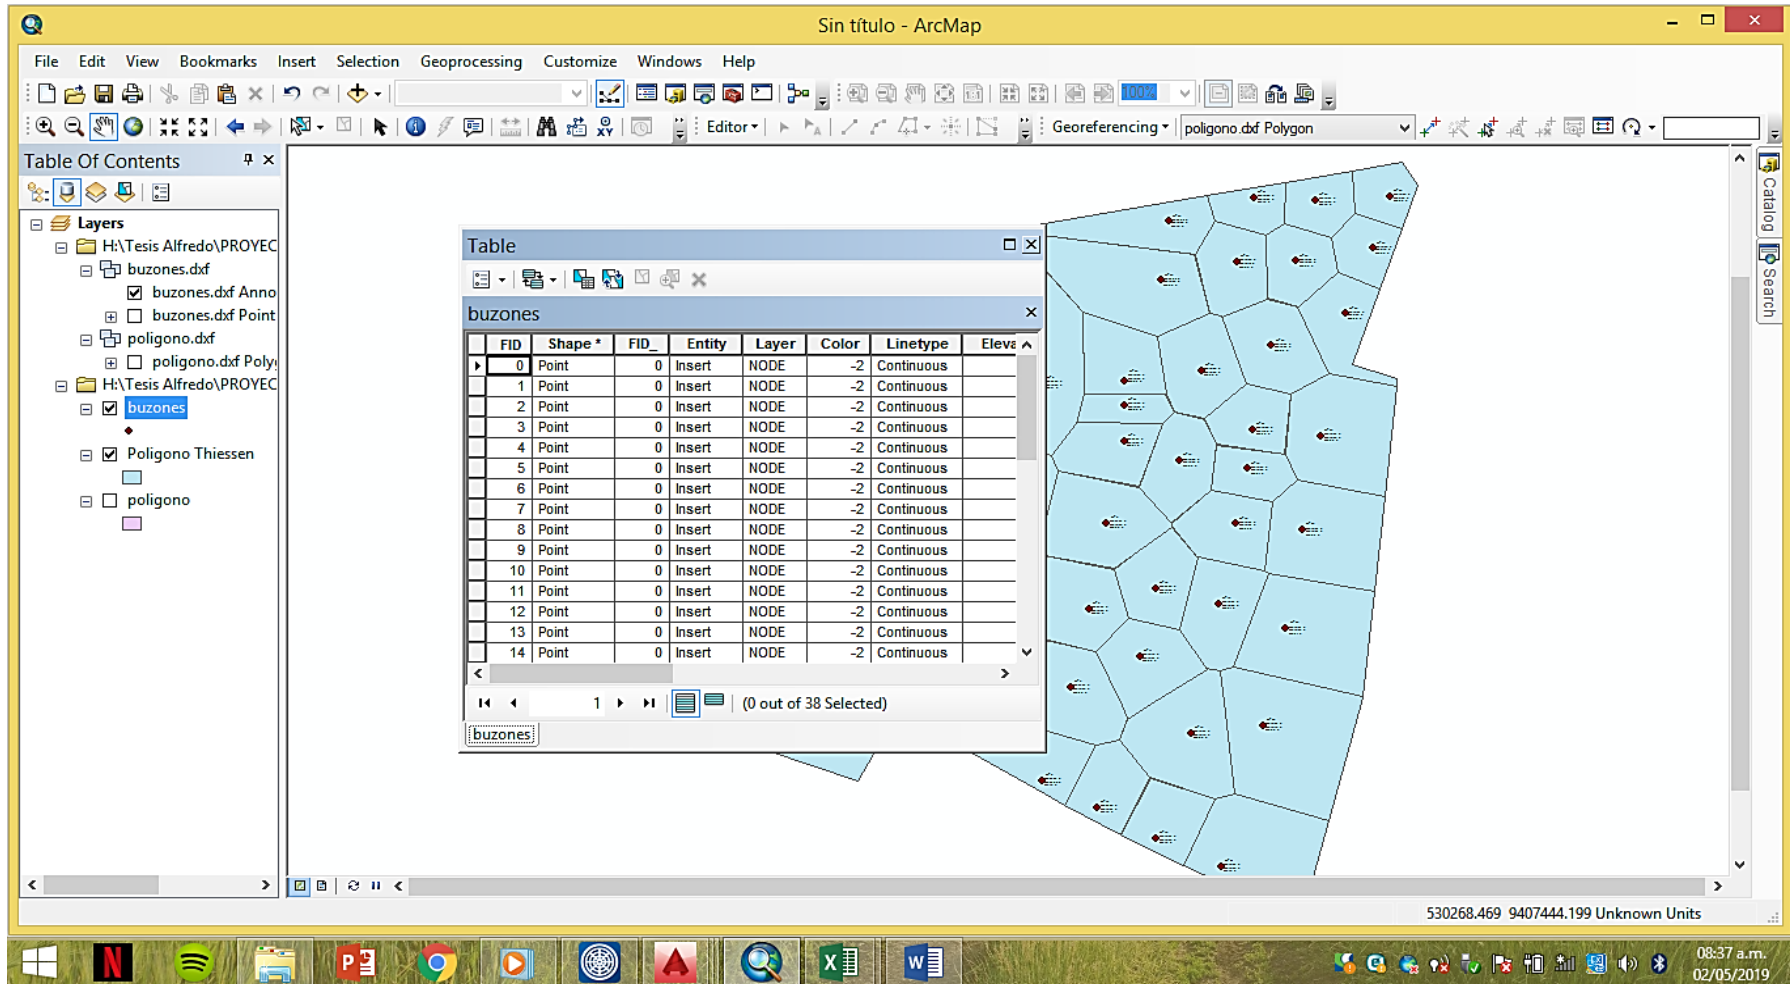 Sin título - ArcMap
File Edit View Bookmarks Insert Selection Geoprocessing Customize Windows Help
100%
Editor Georeferencing poligono.dxf Polygon
Table Of Contents
Layers
H:\Tesis Alfredo\PROYEC
buzones.dxf
buzones.dxf Anno
buzones.dxf Point
poligono.dxf
poligono.dxf Poly
H:\Tesis Alfredo\PROYEC
buzones
Poligono Thiessen
poligono
Table
buzones
FID Shape * FID_ Entity Layer Color Linetype Eleva
0 Point 0 Insert NODE -2 Continuous
1 Point 0 Insert NODE -2 Continuous
2 Point 0 Insert NODE -2 Continuous
3 Point 0 Insert NODE -2 Continuous
4 Point 0 Insert NODE -2 Continuous
5 Point 0 Insert NODE -2 Continuous
6 Point 0 Insert NODE -2 Continuous
7 Point 0 Insert NODE -2 Continuous
8 Point 0 Insert NODE -2 Continuous
9 Point 0 Insert NODE -2 Continuous
10 Point 0 Insert NODE -2 Continuous
11 Point 0 Insert NODE -2 Continuous
12 Point 0 Insert NODE -2 Continuous
13 Point 0 Insert NODE -2 Continuous
14 Point 0 Insert NODE -2 Continuous
1 (0 out of 38 Selected)
buzones
Catalog
Search
530268.469 9407444.199 Unknown Units
08:37 a.m.
02/05/2019